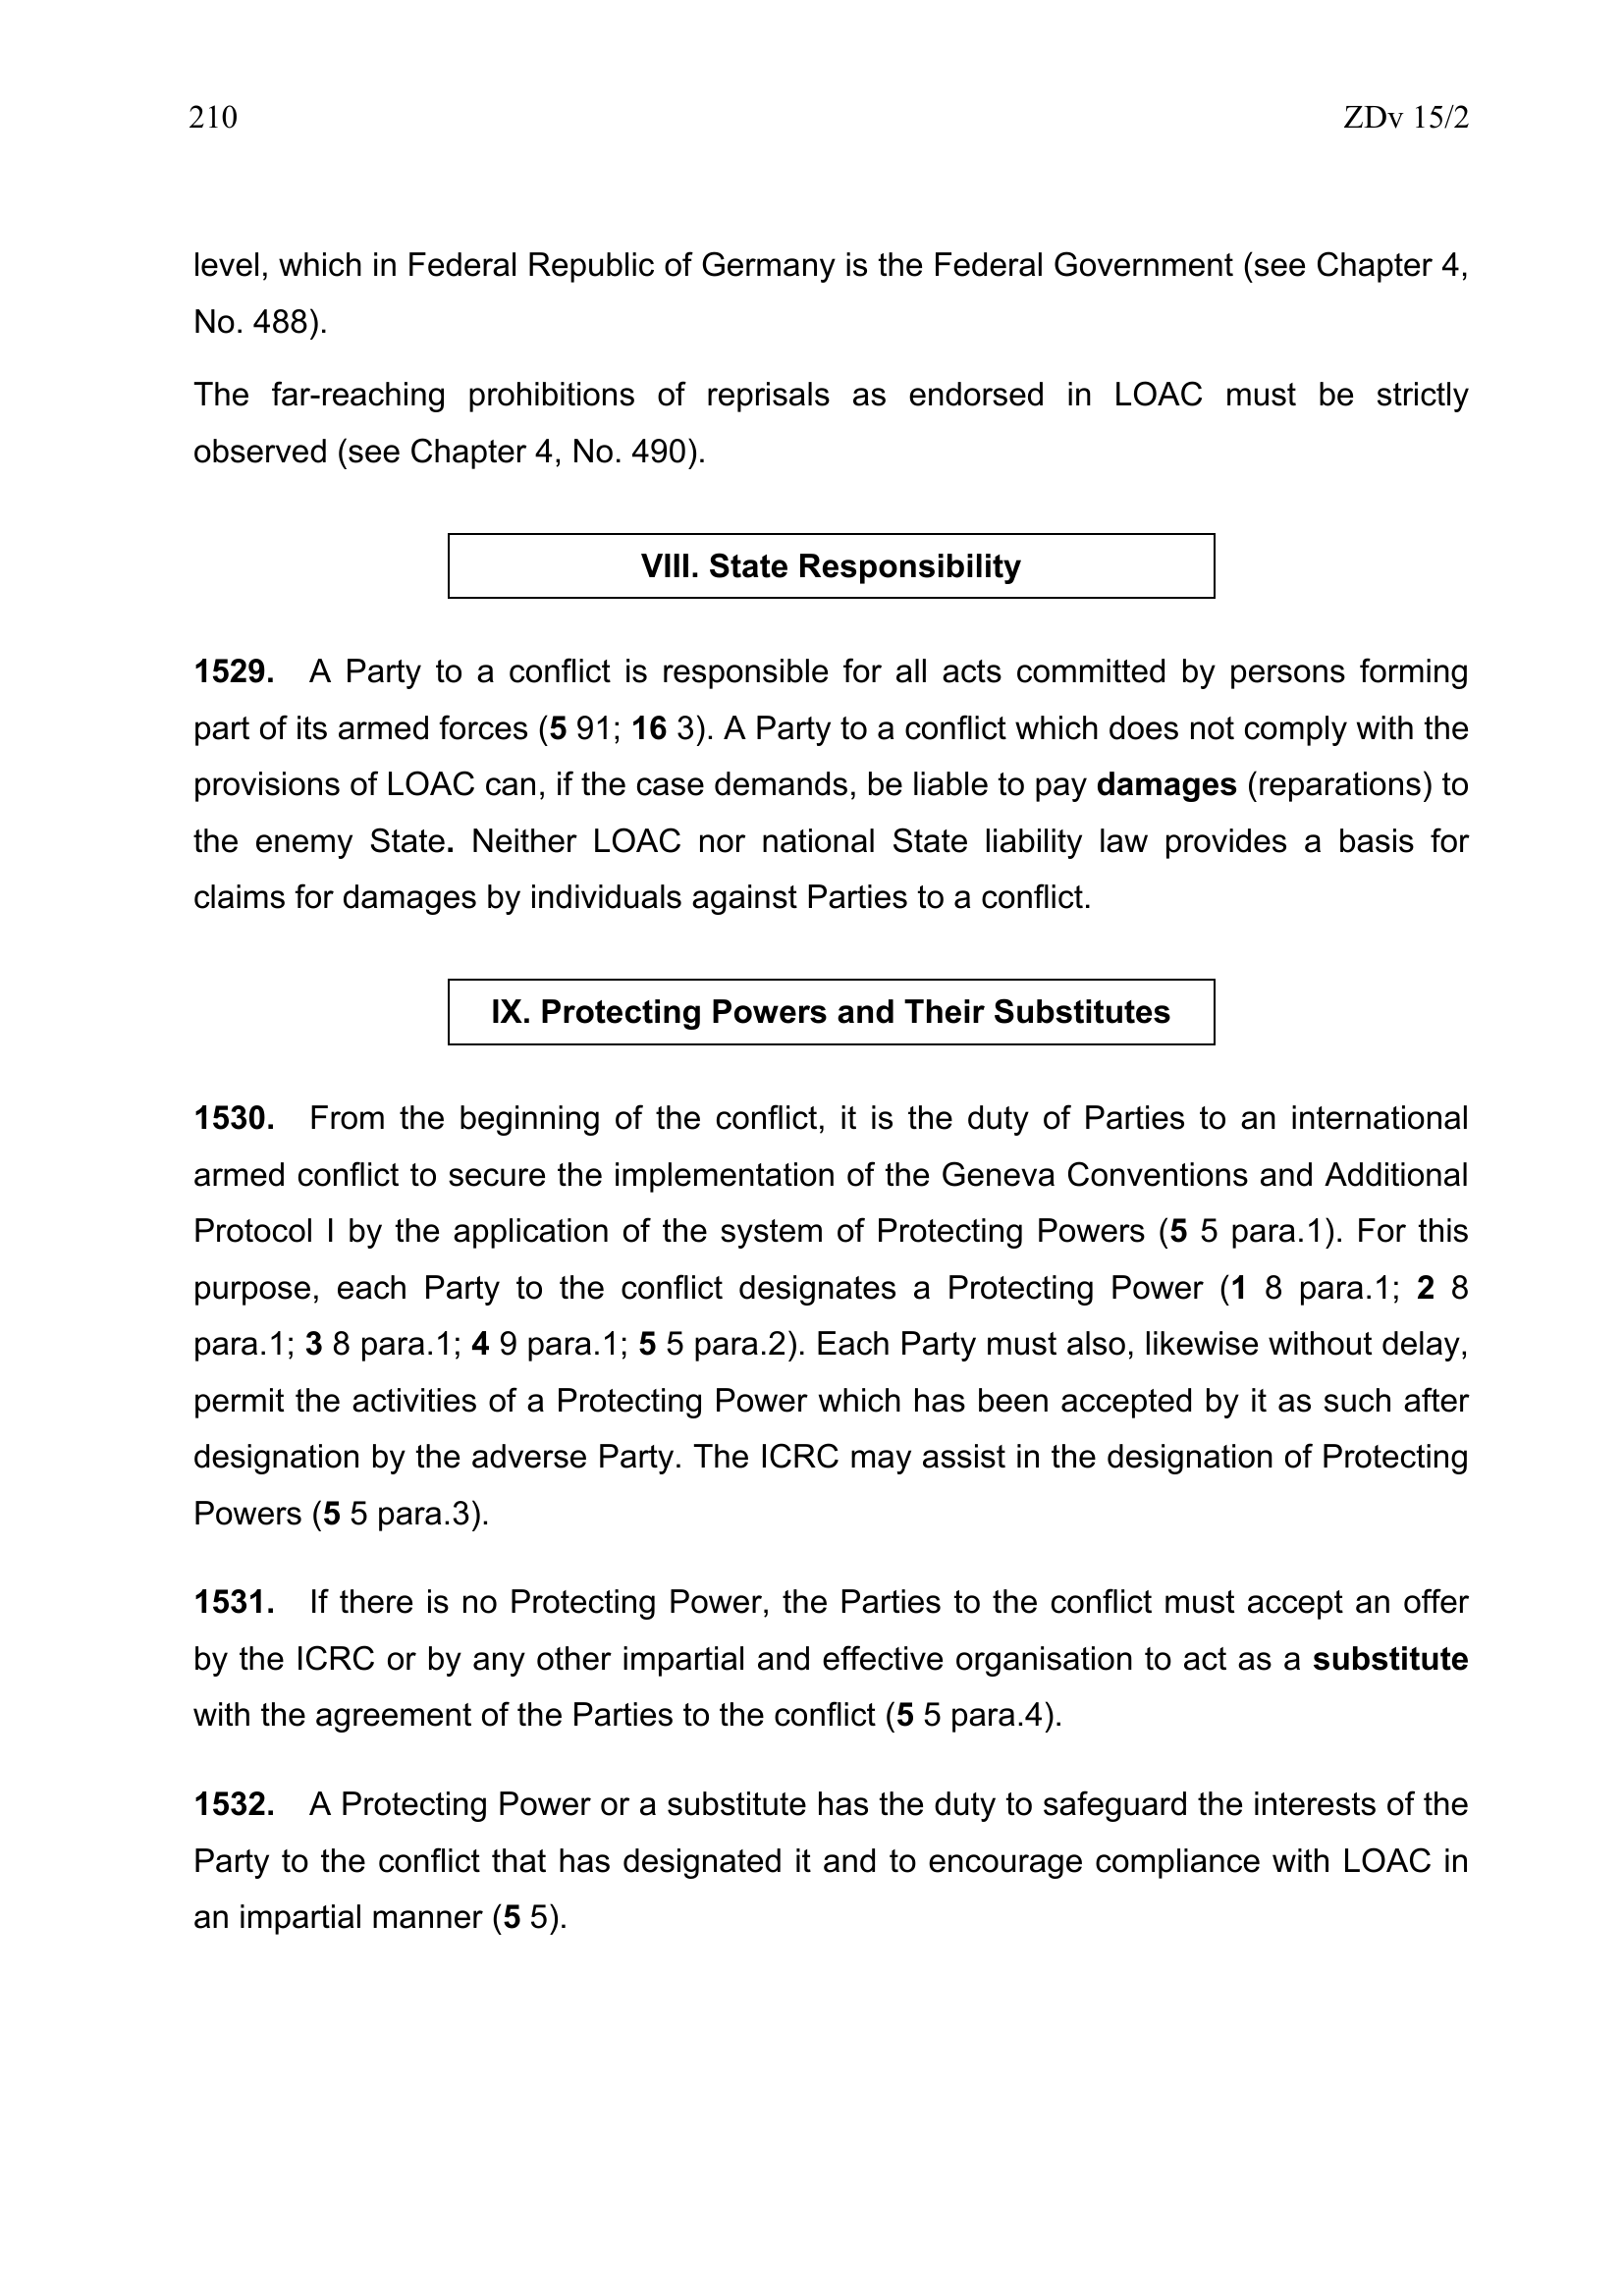 210 ZDv 15/2
level, which in Federal Republic of Germany is the Federal Government (see Chapter 4,
No. 488).
The far-reaching prohibitions of reprisals as endorsed in LOAC must be strictly
observed (see Chapter 4, No. 490).
VIII. State Responsibility
1529. A Party to a conflict is responsible for all acts committed by persons forming
part of its armed forces (5 91; 16 3). A Party to a conflict which does not comply with the
provisions of LOAC can, if the case demands, be liable to pay damages (reparations) to
the enemy State. Neither LOAC nor national State liability law provides a basis for
claims for damages by individuals against Parties to a conflict.
IX. Protecting Powers and Their Substitutes
1530. From the beginning of the conflict, it is the duty of Parties to an international
armed conflict to secure the implementation of the Geneva Conventions and Additional
Protocol I by the application of the system of Protecting Powers (5 5 para.1). For this
purpose, each Party to the conflict designates a Protecting Power (1 8 para.1; 2 8
para.1; 3 8 para.1; 4 9 para.1; 5 5 para.2). Each Party must also, likewise without delay,
permit the activities of a Protecting Power which has been accepted by it as such after
designation by the adverse Party. The ICRC may assist in the designation of Protecting
Powers (5 5 para.3).
1531. If there is no Protecting Power, the Parties to the conflict must accept an offer
by the ICRC or by any other impartial and effective organisation to act as a substitute
with the agreement of the Parties to the conflict (5 5 para.4).
1532. A Protecting Power or a substitute has the duty to safeguard the interests of the
Party to the conflict that has designated it and to encourage compliance with LOAC in
an impartial manner (5 5).